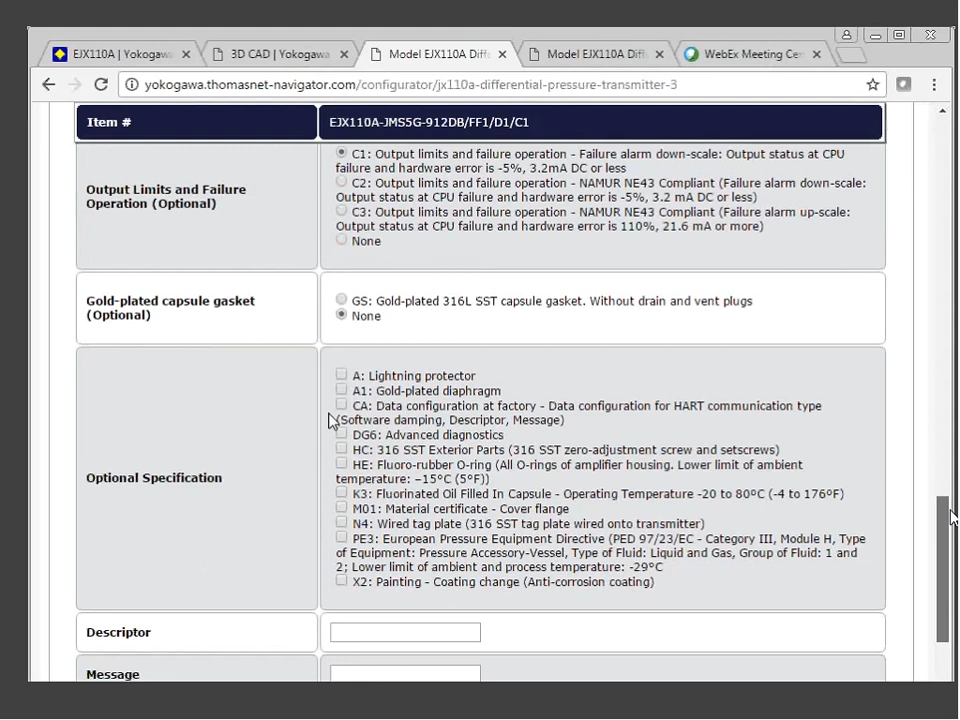 EJX110A | Yokogawa
3D CAD | Yokogawa
Model EJX110A Diff
Model EJX110A Diff
WebEx Meeting Cen
yokogawa.thomasnet-navigator.com/configurator/jx110a-differential-pressure-transmitter-3
Item #
EJX110A-JMS5G-912DB/FF1/D1/C1
Output Limits and Failure
Operation (Optional)
C1: Output limits and failure operation - Failure alarm down-scale: Output status at CPU
failure and hardware error is -5%, 3.2mA DC or less
C2: Output limits and failure operation - NAMUR NE43 Compliant (Failure alarm down-scale:
Output status at CPU failure and hardware error is -5%, 3.2 mA DC or less)
C3: Output limits and failure operation - NAMUR NE43 Compliant (Failure alarm up-scale:
Output status at CPU failure and hardware error is 110%, 21.6 mA or more)
None
Gold-plated capsule gasket
(Optional)
GS: Gold-plated 316L SST capsule gasket. Without drain and vent plugs
None
Optional Specification
A: Lightning protector
A1: Gold-plated diaphragm
CA: Data configuration at factory - Data configuration for HART communication type
(Software damping, Descriptor, Message)
DG6: Advanced diagnostics
HC: 316 SST Exterior Parts (316 SST zero-adjustment screw and setscrews)
HE: Fluoro-rubber O-ring (All O-rings of amplifier housing. Lower limit of ambient
temperature: –15°C (5°F))
K3: Fluorinated Oil Filled In Capsule - Operating Temperature -20 to 80ºC (-4 to 176ºF)
M01: Material certificate - Cover flange
N4: Wired tag plate (316 SST tag plate wired onto transmitter)
PE3: European Pressure Equipment Directive (PED 97/23/EC - Category III, Module H, Type
of Equipment: Pressure Accessory-Vessel, Type of Fluid: Liquid and Gas, Group of Fluid: 1 and
2; Lower limit of ambient and process temperature: -29ºC
X2: Painting - Coating change (Anti-corrosion coating)
Descriptor
Message